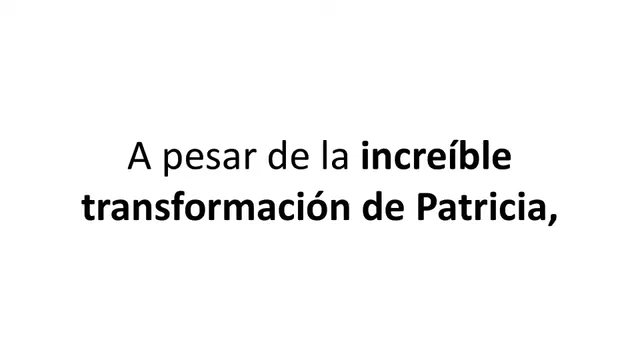 A pesar de la increíble
transformación de Patricia,